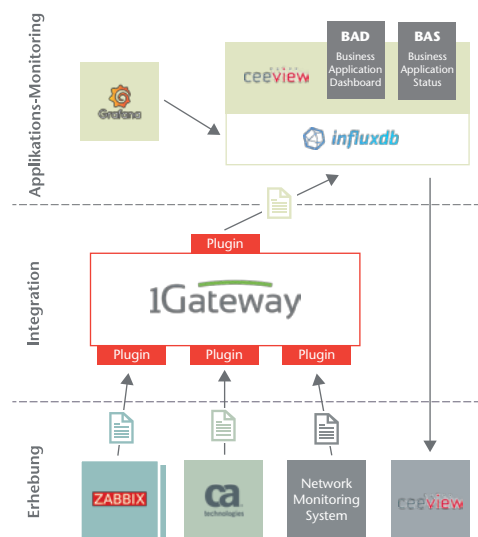 Applikations-Monitoring
Grafana
ceeview
BAD
Business
Application
Dashboard
BAS
Business
Application
Status
influxdb
Integration
Plugin
1Gateway
Plugin
Plugin
Plugin
Erhebung
ZABBIX
ca
technologies
Network
Monitoring
System
ceeview